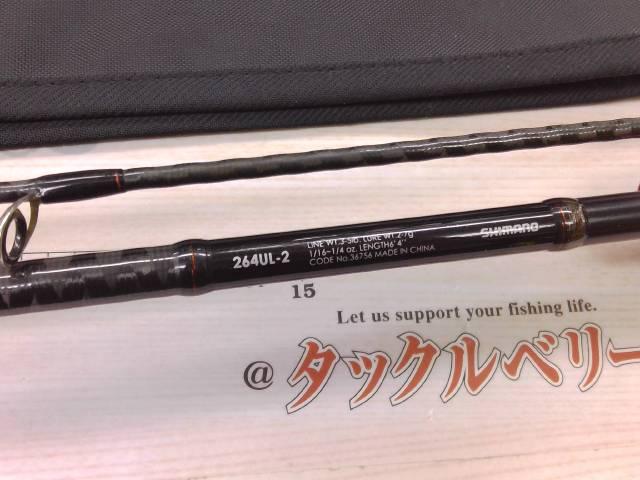 264UL-2
LINE WT.3-5lb. LURE WT.2-7g
1/16-1/4 oz. LENGTH6'4"
CODE No.36756 MADE IN CHINA
SHIMANO
15
Let us support your fishing life.
@タックルベリー